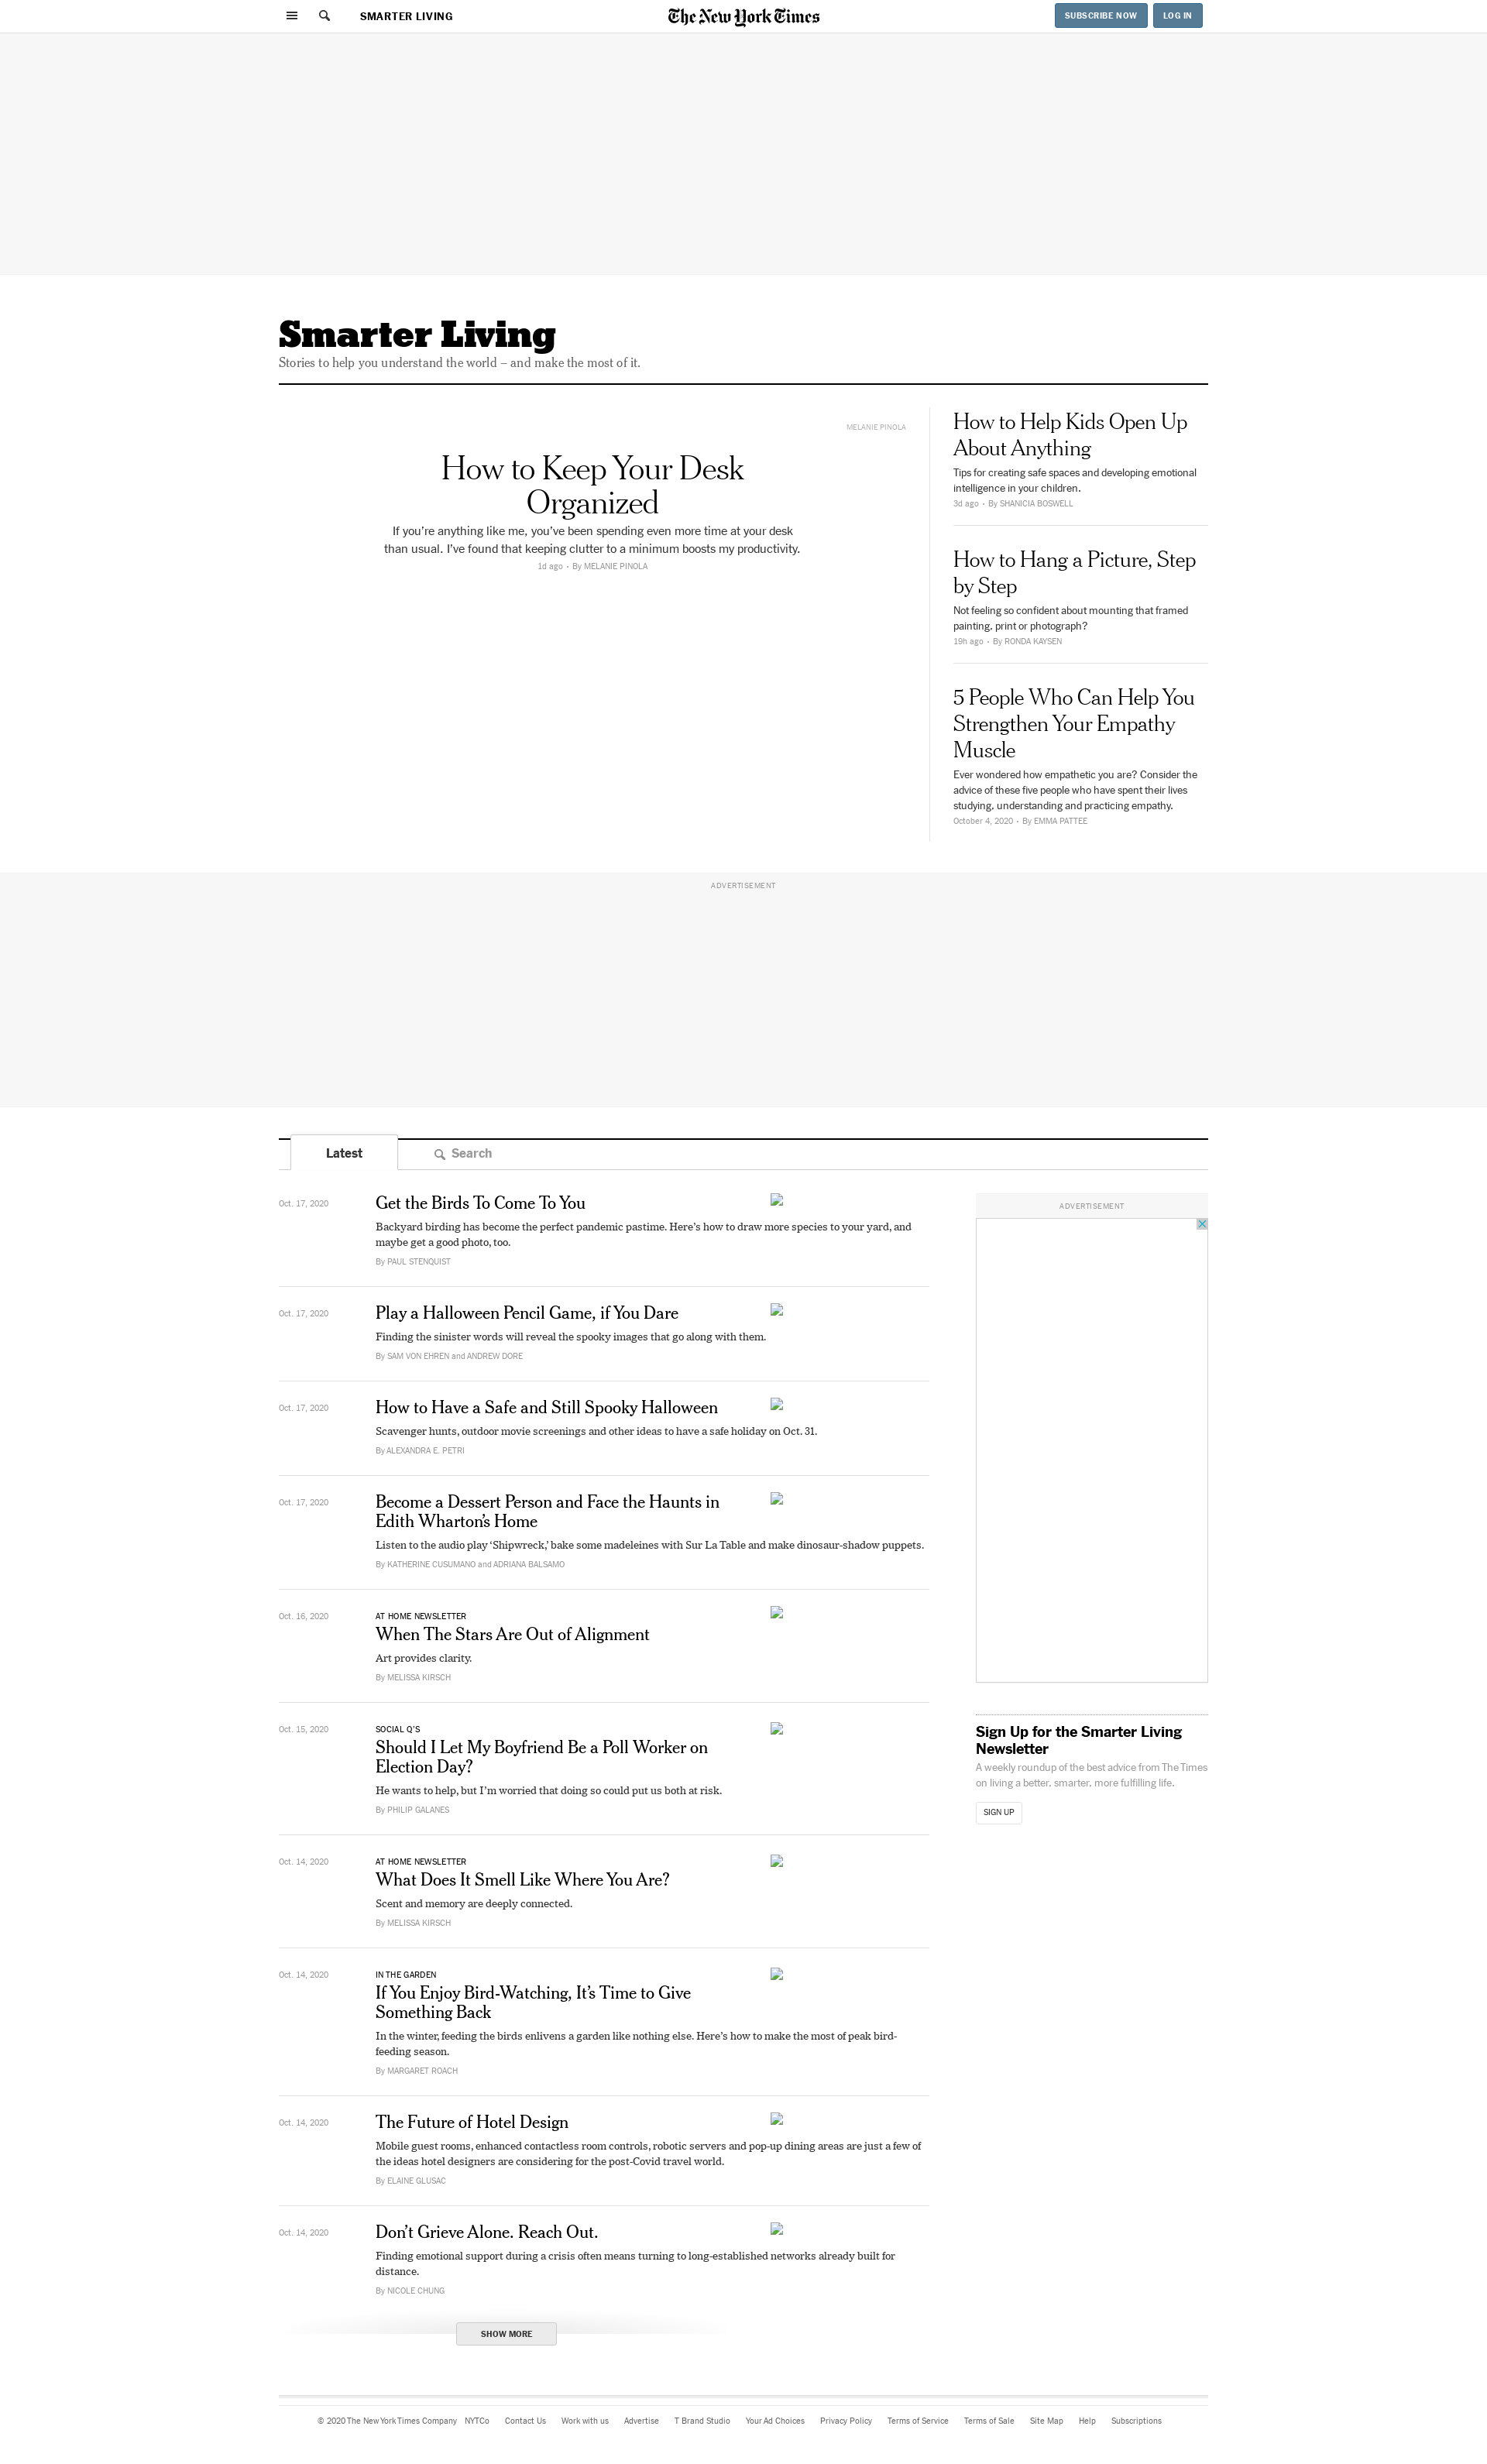 SMARTER LIVING
The New York Times
SUBSCRIBE NOW
LOG IN
Smarter Living
Stories to help you understand the world – and make the most of it.
MELANIE PINOLA
How to Keep Your Desk
Organized
If you’re anything like me, you’ve been spending even more time at your desk
than usual. I’ve found that keeping clutter to a minimum boosts my productivity.
1d ago • By MELANIE PINOLA
How to Help Kids Open Up
About Anything
Tips for creating safe spaces and developing emotional
intelligence in your children.
3d ago • By SHANICIA BOSWELL
How to Hang a Picture, Step
by Step
Not feeling so confident about mounting that framed
painting, print or photograph?
19h ago • By RONDA KAYSEN
5 People Who Can Help You
Strengthen Your Empathy
Muscle
Ever wondered how empathetic you are? Consider the
advice of these five people who have spent their lives
studying, understanding and practicing empathy.
October 4, 2020 • By EMMA PATTEE
ADVERTISEMENT
Latest
Search
Oct. 17, 2020
Get the Birds To Come To You
Backyard birding has become the perfect pandemic pastime. Here’s how to draw more species to your yard, and
maybe get a good photo, too.
By PAUL STENQUIST
Oct. 17, 2020
Play a Halloween Pencil Game, if You Dare
Finding the sinister words will reveal the spooky images that go along with them.
By SAM VON EHREN and ANDREW DORE
Oct. 17, 2020
How to Have a Safe and Still Spooky Halloween
Scavenger hunts, outdoor movie screenings and other ideas to have a safe holiday on Oct. 31.
By ALEXANDRA E. PETRI
Oct. 17, 2020
Become a Dessert Person and Face the Haunts in
Edith Wharton’s Home
Listen to the audio play ‘Shipwreck,’ bake some madeleines with Sur La Table and make dinosaur-shadow puppets.
By KATHERINE CUSUMANO and ADRIANA BALSAMO
Oct. 16, 2020
AT HOME NEWSLETTER
When The Stars Are Out of Alignment
Art provides clarity.
By MELISSA KIRSCH
Oct. 15, 2020
SOCIAL Q’S
Should I Let My Boyfriend Be a Poll Worker on
Election Day?
He wants to help, but I’m worried that doing so could put us both at risk.
By PHILIP GALANES
Oct. 14, 2020
AT HOME NEWSLETTER
What Does It Smell Like Where You Are?
Scent and memory are deeply connected.
By MELISSA KIRSCH
Oct. 14, 2020
IN THE GARDEN
If You Enjoy Bird-Watching, It’s Time to Give
Something Back
In the winter, feeding the birds enlivens a garden like nothing else. Here’s how to make the most of peak bird-
feeding season.
By MARGARET ROACH
Oct. 14, 2020
The Future of Hotel Design
Mobile guest rooms, enhanced contactless room controls, robotic servers and pop-up dining areas are just a few of
the ideas hotel designers are considering for the post-Covid travel world.
By ELAINE GLUSAC
Oct. 14, 2020
Don’t Grieve Alone. Reach Out.
Finding emotional support during a crisis often means turning to long-established networks already built for
distance.
By NICOLE CHUNG
SHOW MORE
ADVERTISEMENT
Sign Up for the Smarter Living
Newsletter
A weekly roundup of the best advice from The Times
on living a better, smarter, more fulfilling life.
SIGN UP
© 2020 The New York Times Company NYTCo Contact Us Work with us Advertise T Brand Studio Your Ad Choices Privacy Policy Terms of Service Terms of Sale Site Map Help Subscriptions